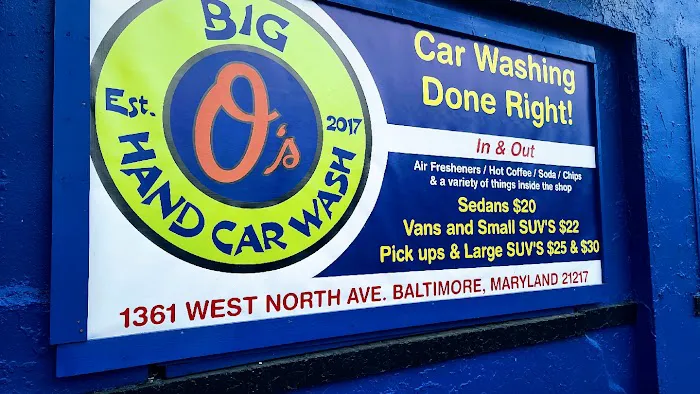 BIG
O's
Est. 2017
HAND CAR WASH
Car Washing
Done Right!
In & Out
Air Fresheners / Hot Coffee / Soda / Chips
& a variety of things inside the shop
Sedans $20
Vans and Small SUV'S $22
Pick ups & Large SUV'S $25 & $30
1361 WEST NORTH AVE. BALTIMORE, MARYLAND 21217